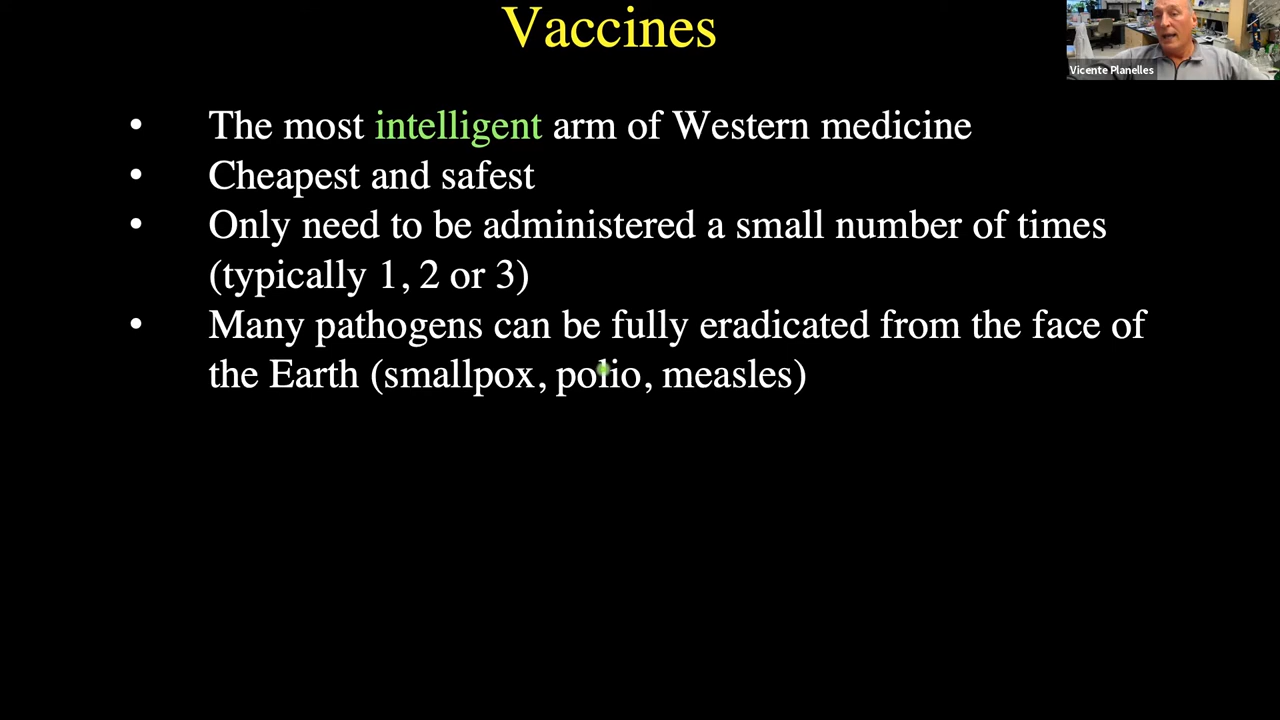 Vaccines
Vicente Planelles
• The most intelligent arm of Western medicine
• Cheapest and safest
• Only need to be administered a small number of times
(typically 1, 2 or 3)
• Many pathogens can be fully eradicated from the face of
the Earth (smallpox, polio, measles)